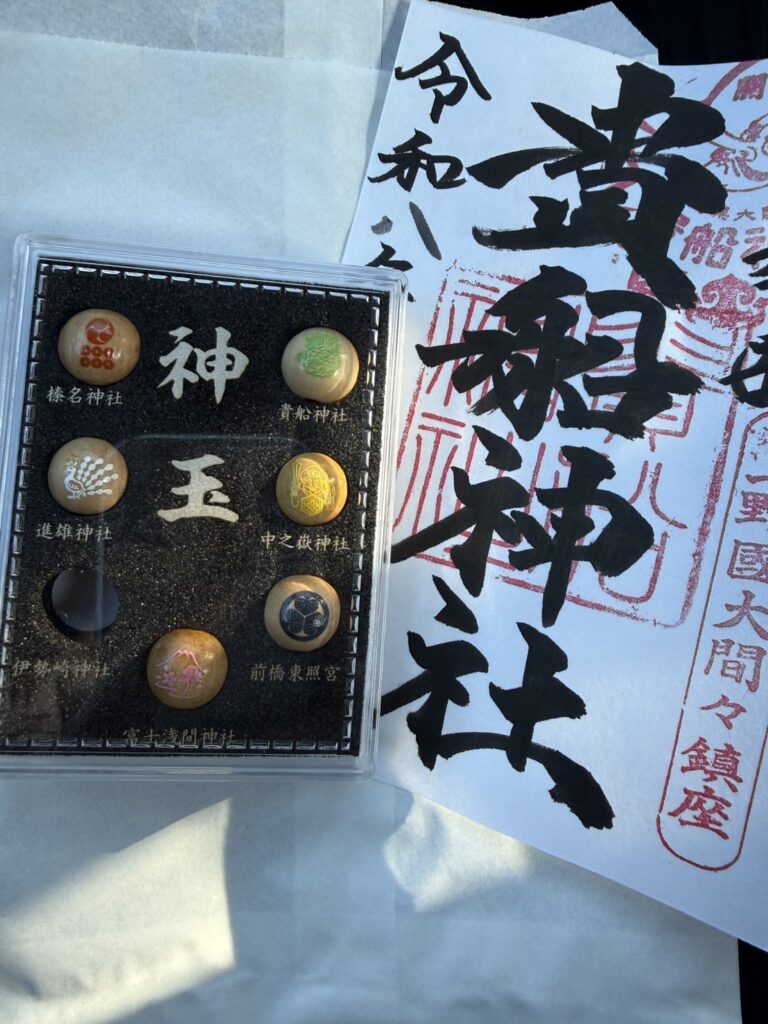 神玉
榛名神社
貴船神社
進雄神社
中之嶽神社
伊勢崎神社
前橋東照宮
富士浅間神社
貴船神社
令和八年
野國大間々鎮座
船